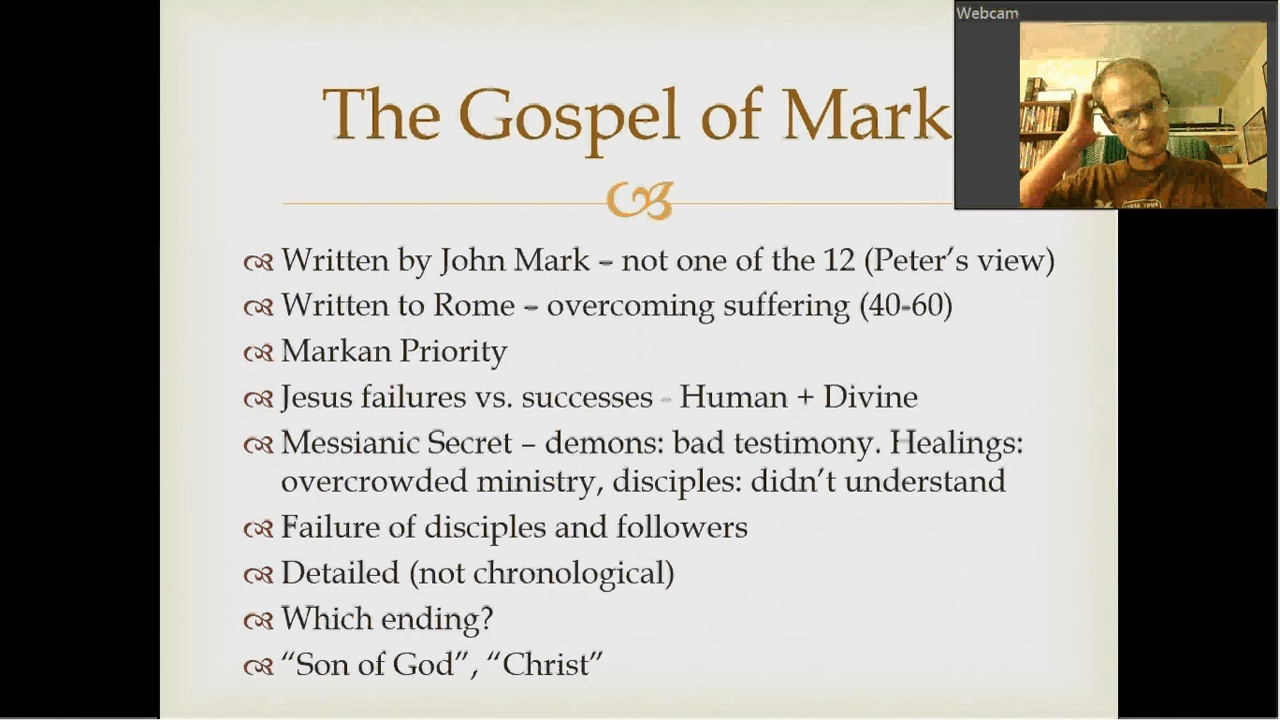 Webcam
The Gospel of Mark
Written by John Mark – not one of the 12 (Peter’s view)
Written to Rome – overcoming suffering (40-60)
Markan Priority
Jesus failures vs. successes - Human + Divine
Messianic Secret – demons: bad testimony. Healings:
overcrowded ministry, disciples: didn’t understand
Failure of disciples and followers
Detailed (not chronological)
Which ending?
“Son of God”, “Christ”